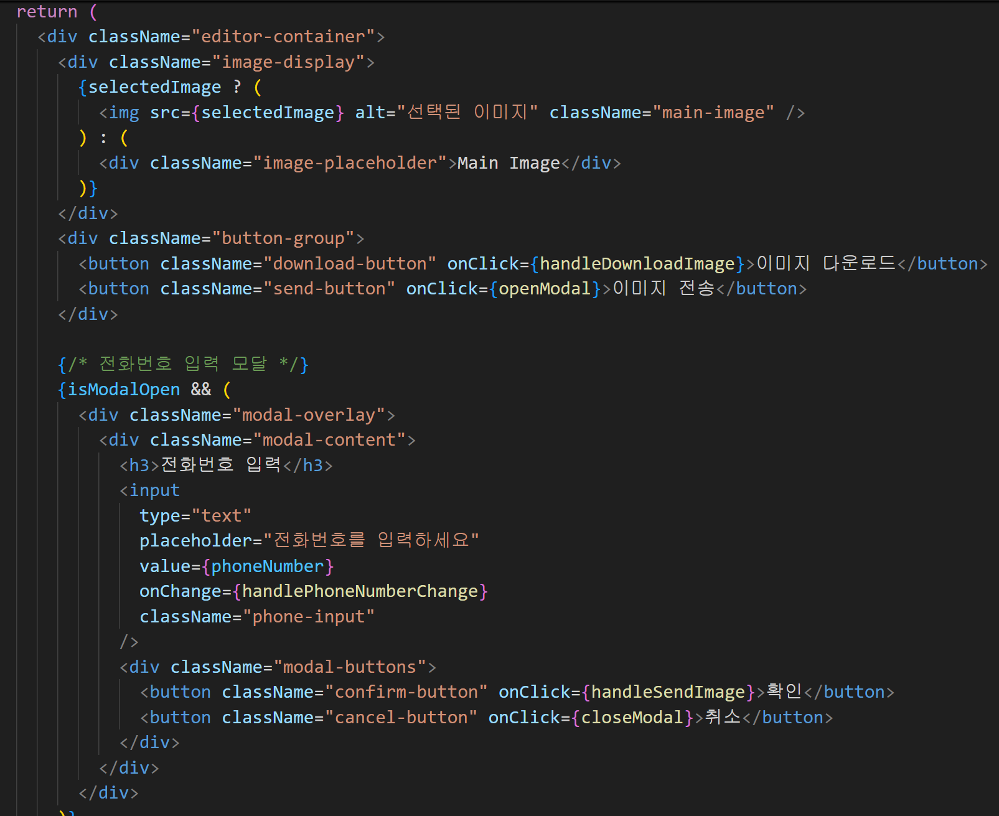 return (
<div className="editor-container">
<div className="image-display">
{selectedImage ? (
<img src={selectedImage} alt="선택된 이미지" className="main-image" />
) : (
<div className="image-placeholder">Main Image</div>
)}
</div>
<div className="button-group">
<button className="download-button" onClick={handleDownloadImage}>이미지 다운로드</button>
<button className="send-button" onClick={openModal}>이미지 전송</button>
</div>
{/* 전화번호 입력 모달 */}
{isModalOpen && (
<div className="modal-overlay">
<div className="modal-content">
<h3>전화번호 입력</h3>
<input
type="text"
placeholder="전화번호를 입력하세요"
value={phoneNumber}
onChange={handlePhoneNumberChange}
className="phone-input"
/>
<div className="modal-buttons">
<button className="confirm-button" onClick={handleSendImage}>확인</button>
<button className="cancel-button" onClick={closeModal}>취소</button>
</div>
</div>
</div>
)}